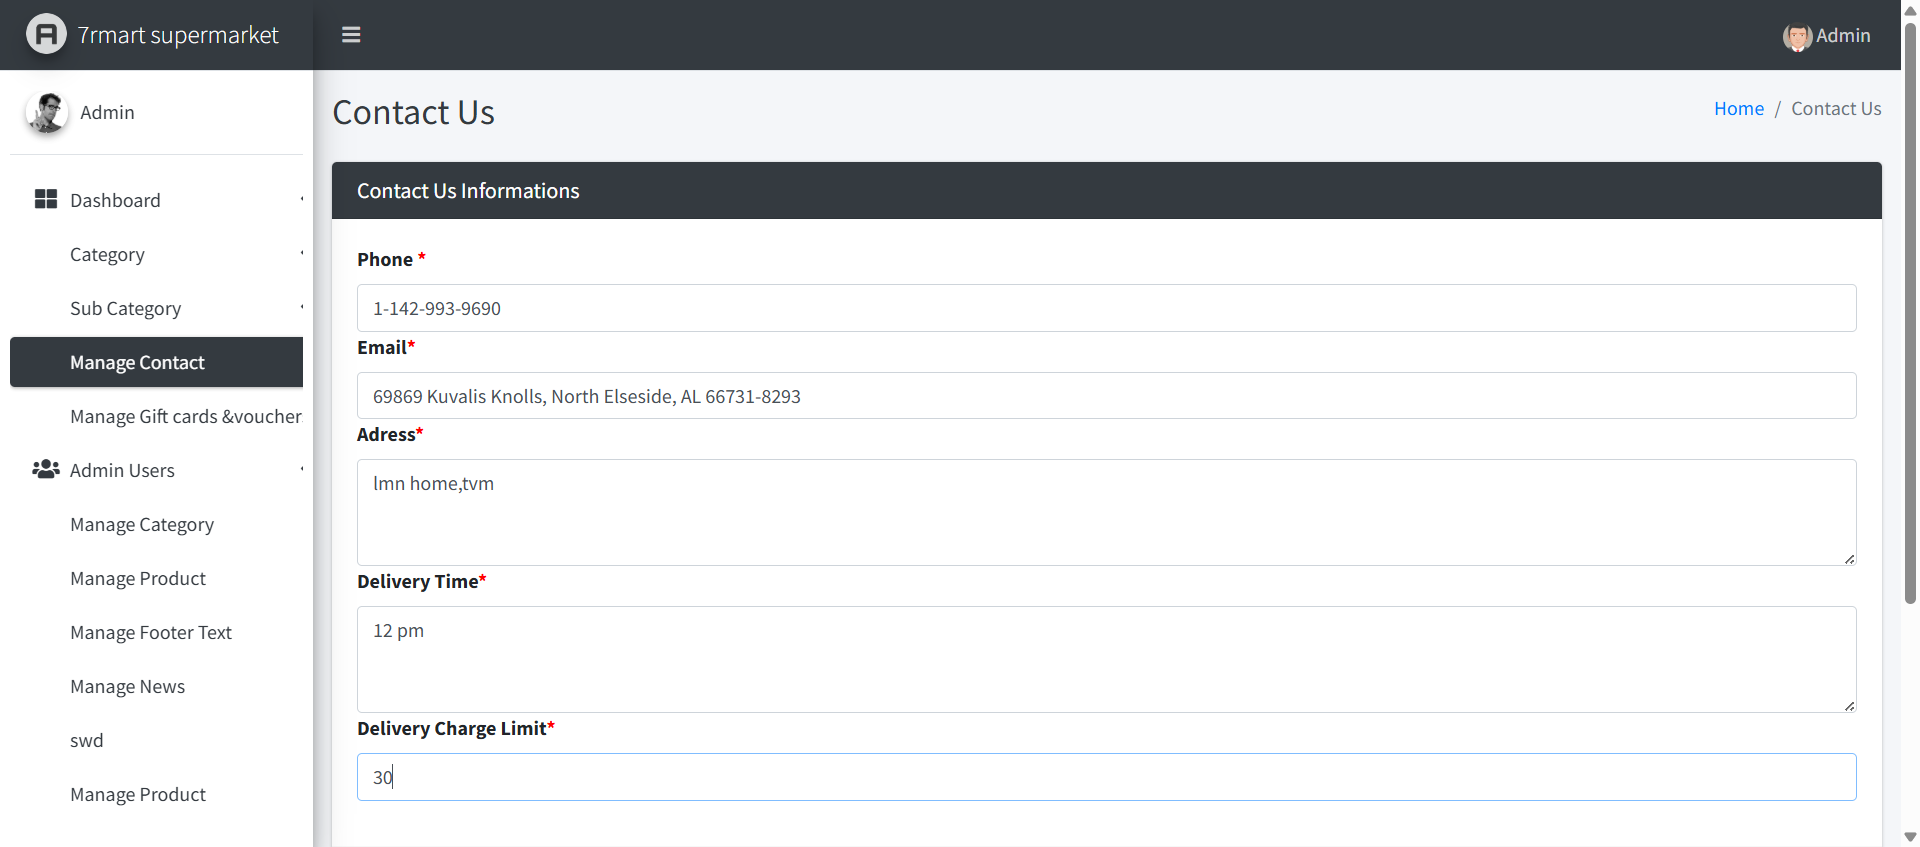 7rmart supermarket
Admin
Admin
Contact Us
Home / Contact Us
Dashboard
Category
Sub Category
Manage Contact
Manage Gift cards &voucher
Admin Users
Manage Category
Manage Product
Manage Footer Text
Manage News
swd
Manage Product
Contact Us Informations
Phone *
1-142-993-9690
Email*
69869 Kuvalis Knolls, North Elseside, AL 66731-8293
Adress*
lmn home,tvm
Delivery Time*
12 pm
Delivery Charge Limit*
30